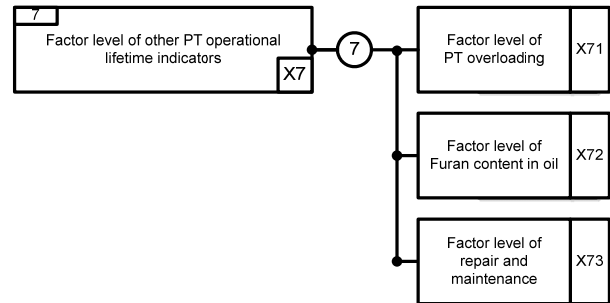 7
Factor level of other PT operational
lifetime indicators
X7
7
Factor level of
PT overloading
X71
Factor level of
Furan content in oil
X72
Factor level of
repair and
maintenance
X73